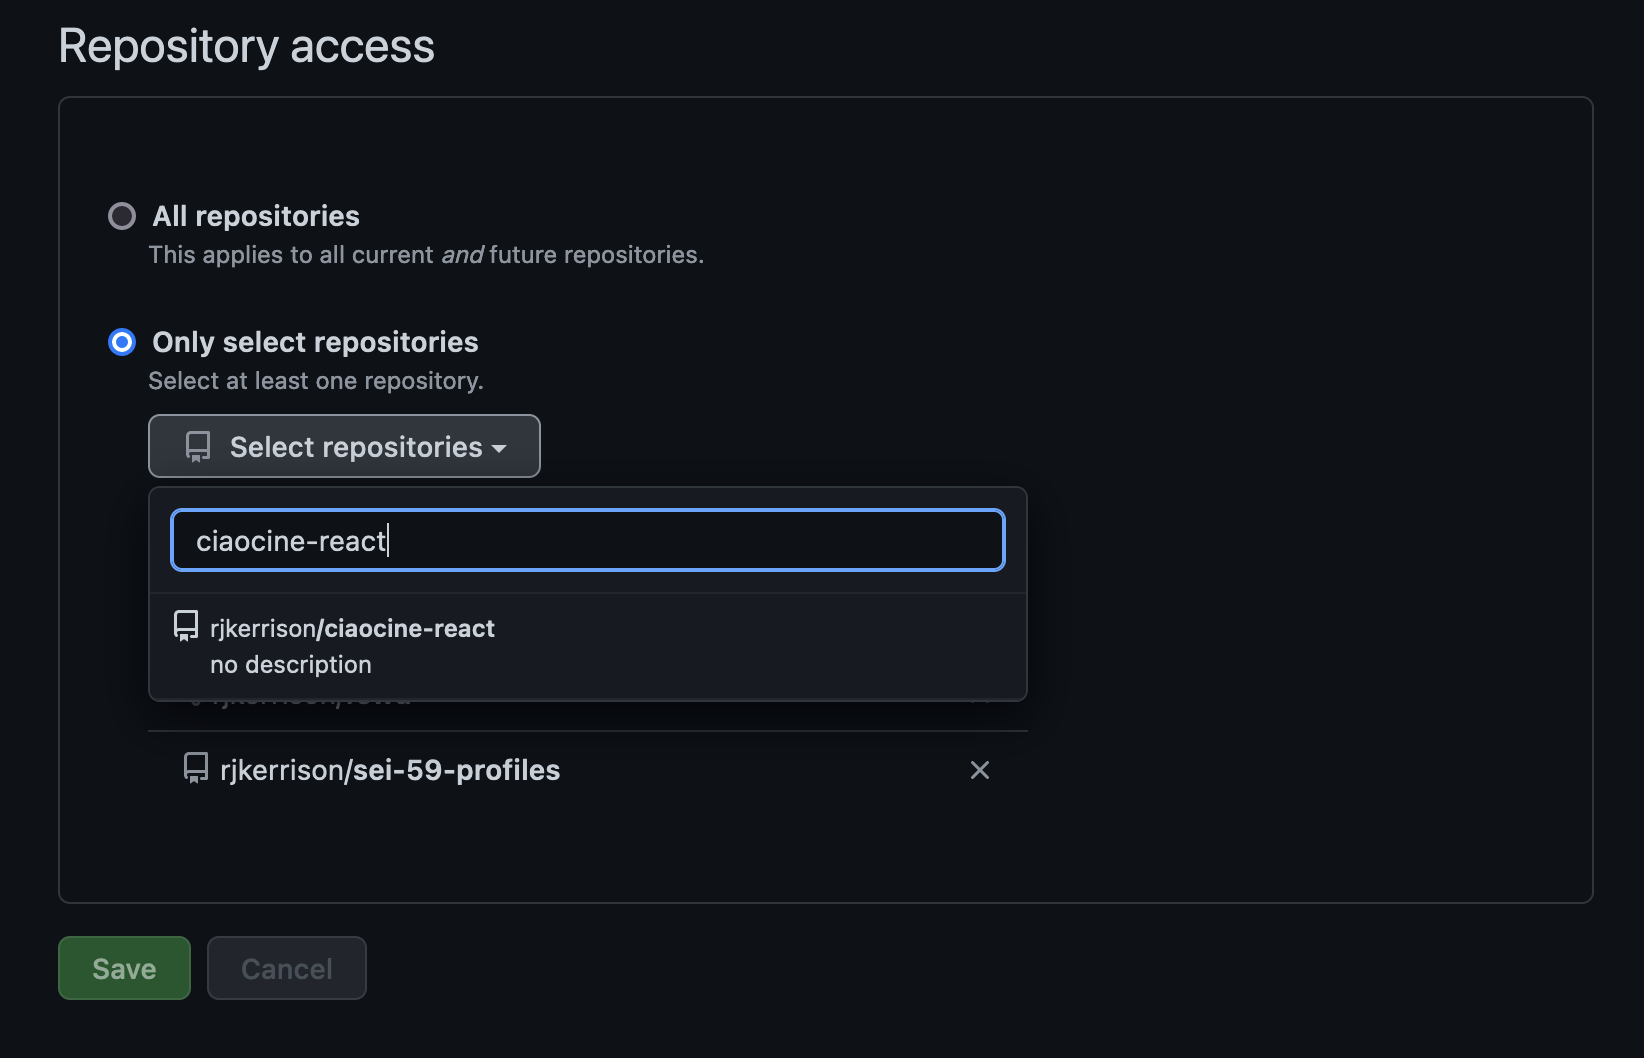 Repository access
All repositories
This applies to all current and future repositories.
Only select repositories
Select at least one repository.
Select repositories
ciaocine-react
rjkerrison/ciaocine-react
no description
rjkerrison/sei-59-profiles
Save
Cancel